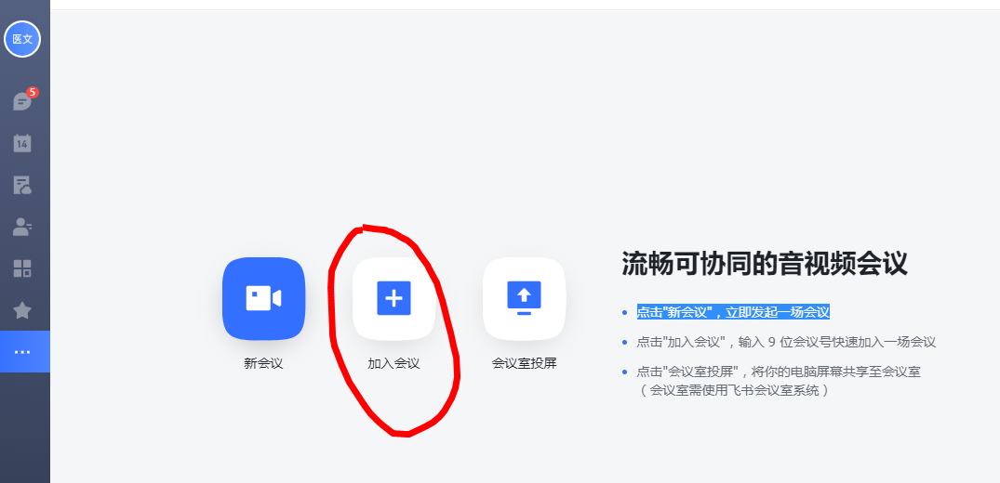 医文
5
14
流畅可协同的音视频会议
点击"新会议"，立即发起一场会议
点击"加入会议"，输入 9 位会议号快速加入一场会议
点击"会议室投屏"，将你的电脑屏幕共享至会议室
（会议室需使用飞书会议室系统）
新会议
加入会议
会议室投屏